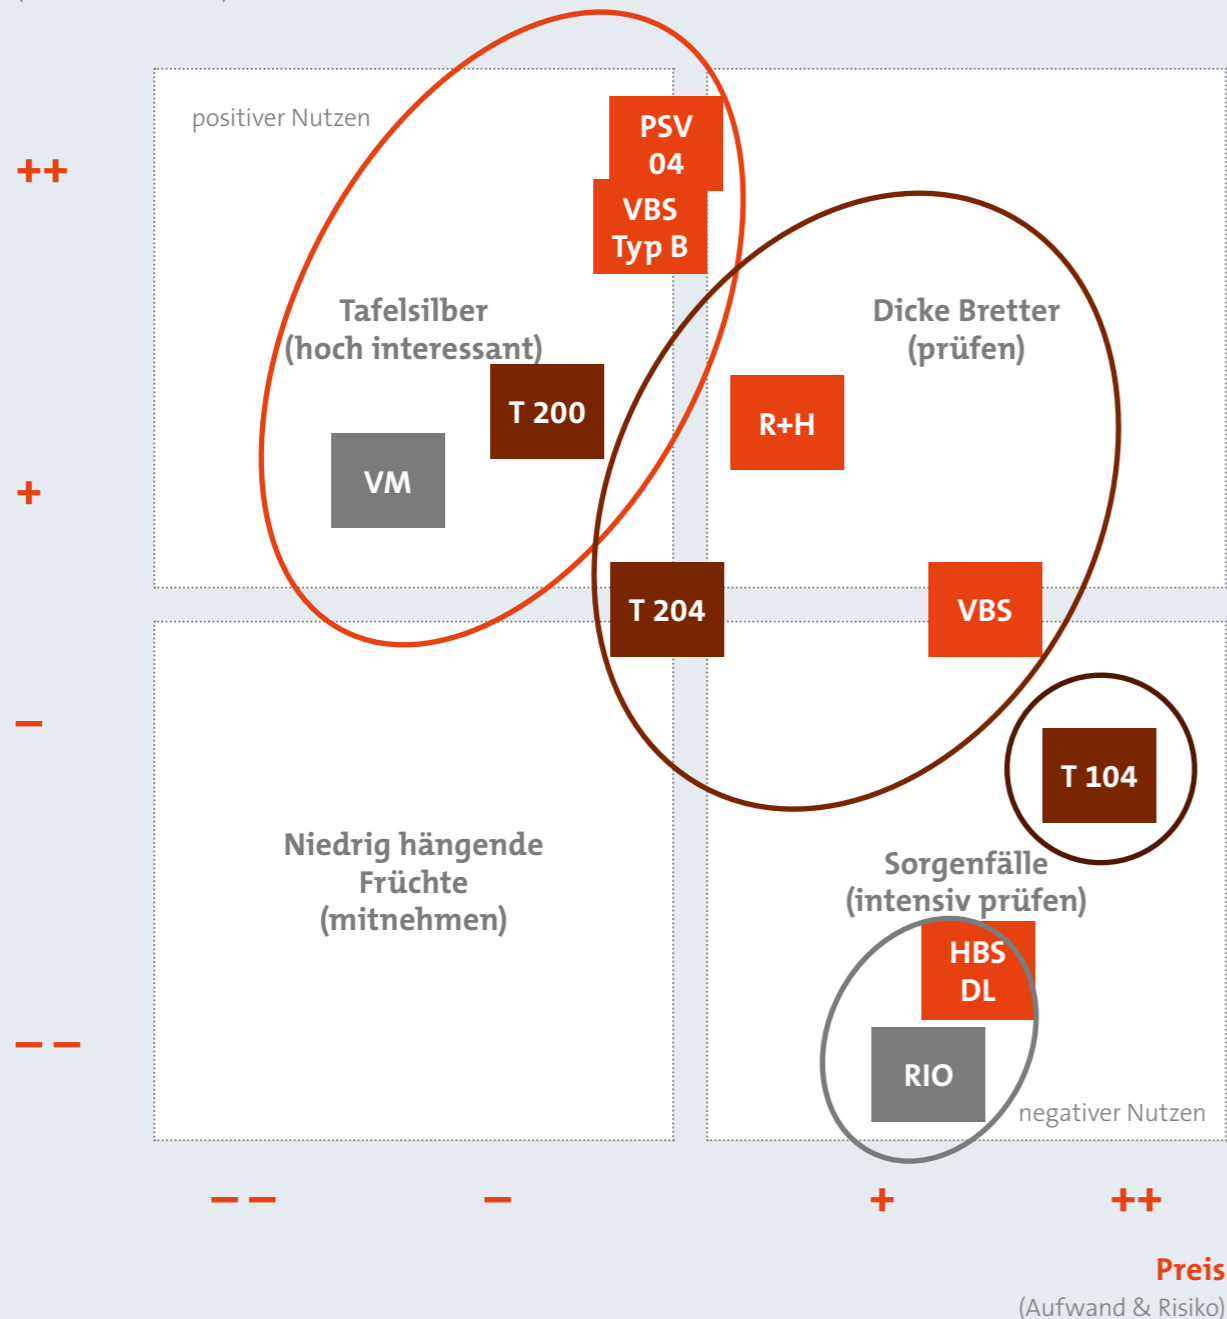 positiver Nutzen
++
PSV
04
VBS
Typ B
Tafelsilber
(hoch interessant)
Dicke Bretter
(prüfen)
T 200
R+H
VM
+
T 204
VBS
–
T 104
Niedrig hängende
Früchte
(mitnehmen)
Sorgenfälle
(intensiv prüfen)
HBS
DL
– –
RIO
negativer Nutzen
– –
–
+
++
Preis
(Aufwand & Risiko)